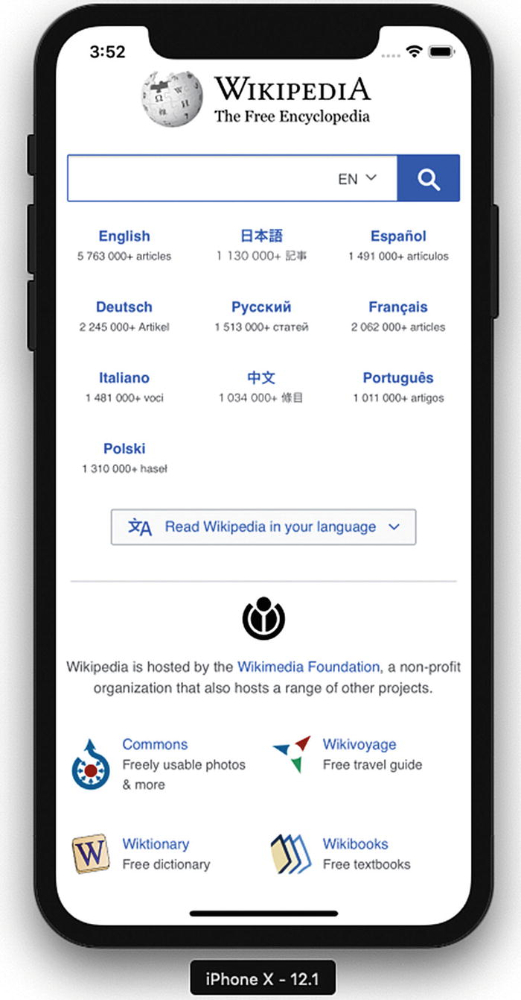 3:52
WIKIPEDIA
The Free Encyclopedia
EN
English
5 763 000+ articles
日本語
1 130 000+ 記事
Español
1 491 000+ artículos
Deutsch
2 245 000+ Artikel
Русский
1 513 000+ статей
Français
2 062 000+ articles
Italiano
1 481 000+ voci
中文
1 034 000+ 條目
Português
1 011 000+ artigos
Polski
1 310 000+ haseł
文A Read Wikipedia in your language
Wikipedia is hosted by the Wikimedia Foundation, a non-profit
organization that also hosts a range of other projects.
Commons
Freely usable photos
& more
Wikivoyage
Free travel guide
W
Wiktionary
Free dictionary
Wikibooks
Free textbooks
iPhone X - 12.1